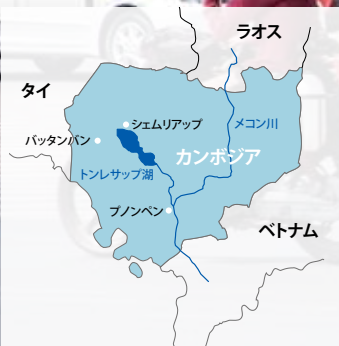 ラオス
タイ
シェムリアップ
メコン川
バッタンバン
カンボジア
トンレサップ湖
プノンペン
ベトナム